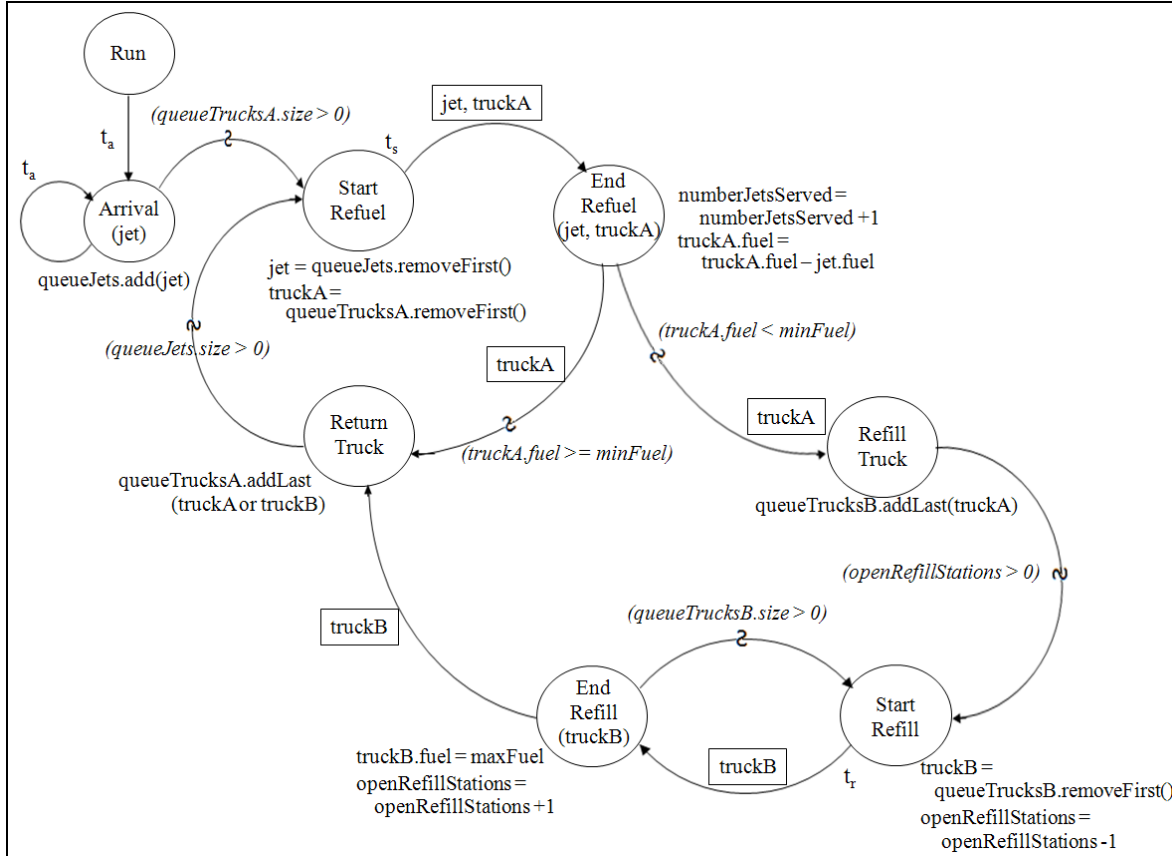 Run
(queueTrucksA.size > 0)
jet, truckA
t_a
t_s
t_a
Arrival
(jet)
Start
Refuel
End
Refuel
(jet, truckA)
numberJetsServed =
numberJetsServed +1
truckA.fuel =
truckA.fuel – jet.fuel
queueJets.add(jet)
jet = queueJets.removeFirst()
truckA =
queueTrucksA.removeFirst()
(queueJets.size > 0)
(truckA.fuel < minFuel)
truckA
truckA
Return
Truck
Refill
Truck
(truckA.fuel >= minFuel)
queueTrucksA.addLast
(truckA or truckB)
queueTrucksB.addLast(truckA)
(openRefillStations > 0)
(queueTrucksB.size > 0)
truckB
End
Refill
(truckB)
Start
Refill
truckB.fuel = maxFuel
openRefillStations =
openRefillStations +1
truckB
t_r
truckB =
queueTrucksB.removeFirst()
openRefillStations =
openRefillStations -1